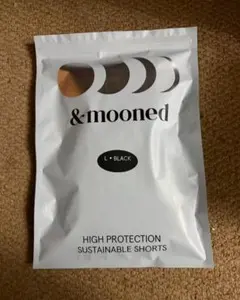 &mooned
L • BLACK
HIGH PROTECTION
SUSTAINABLE SHORTS